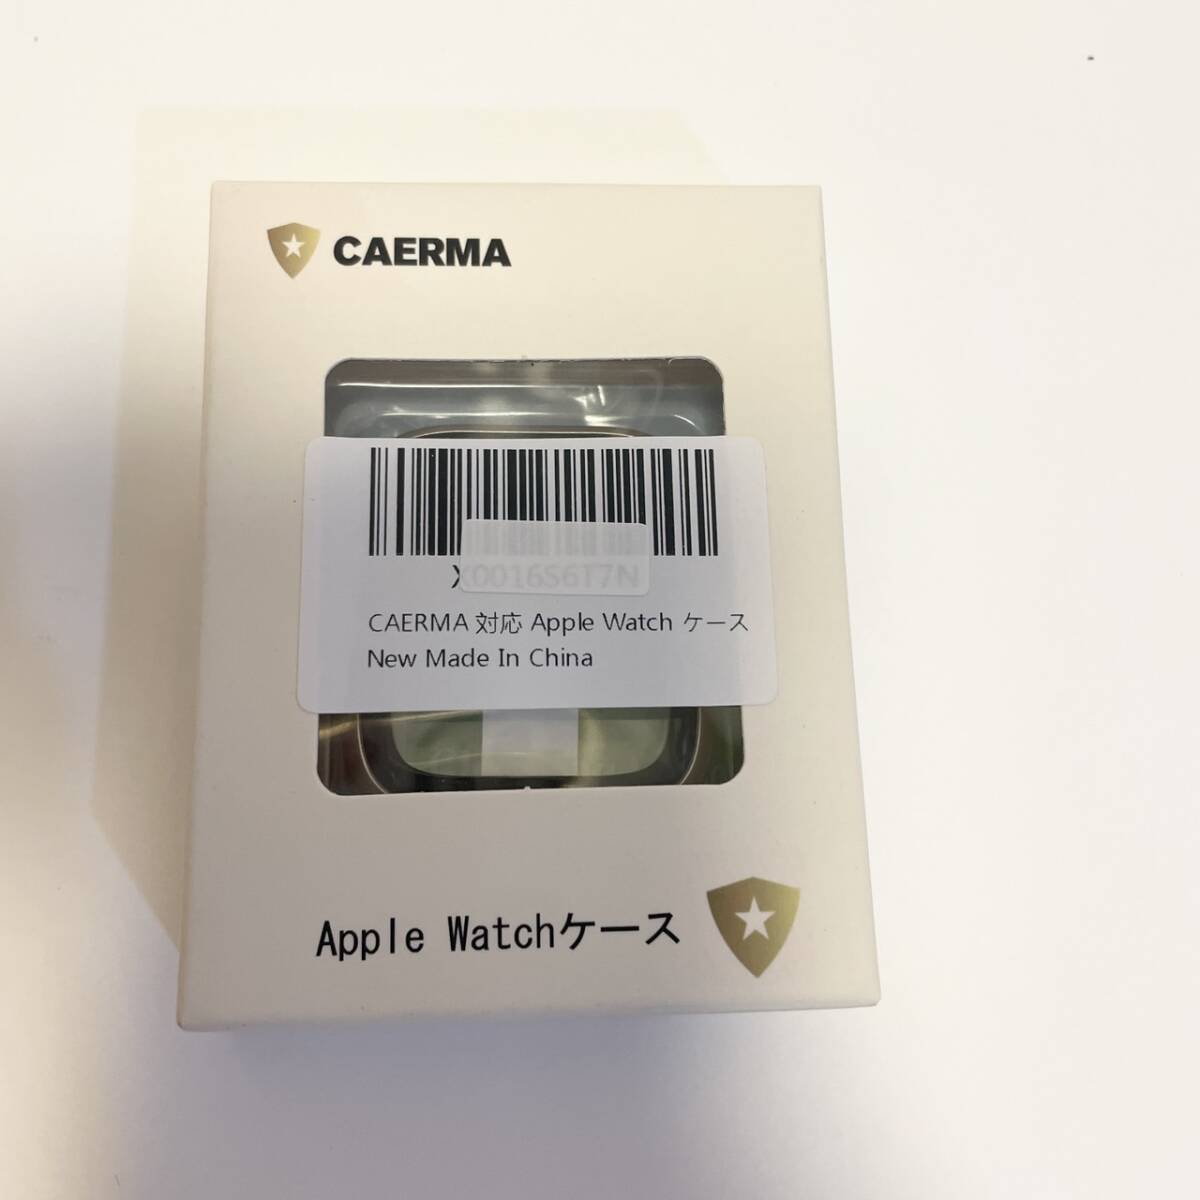 CAERMA
X0016S6T7N
CAERMA 対応 Apple Watch ケース
New Made In China
Apple Watchケース